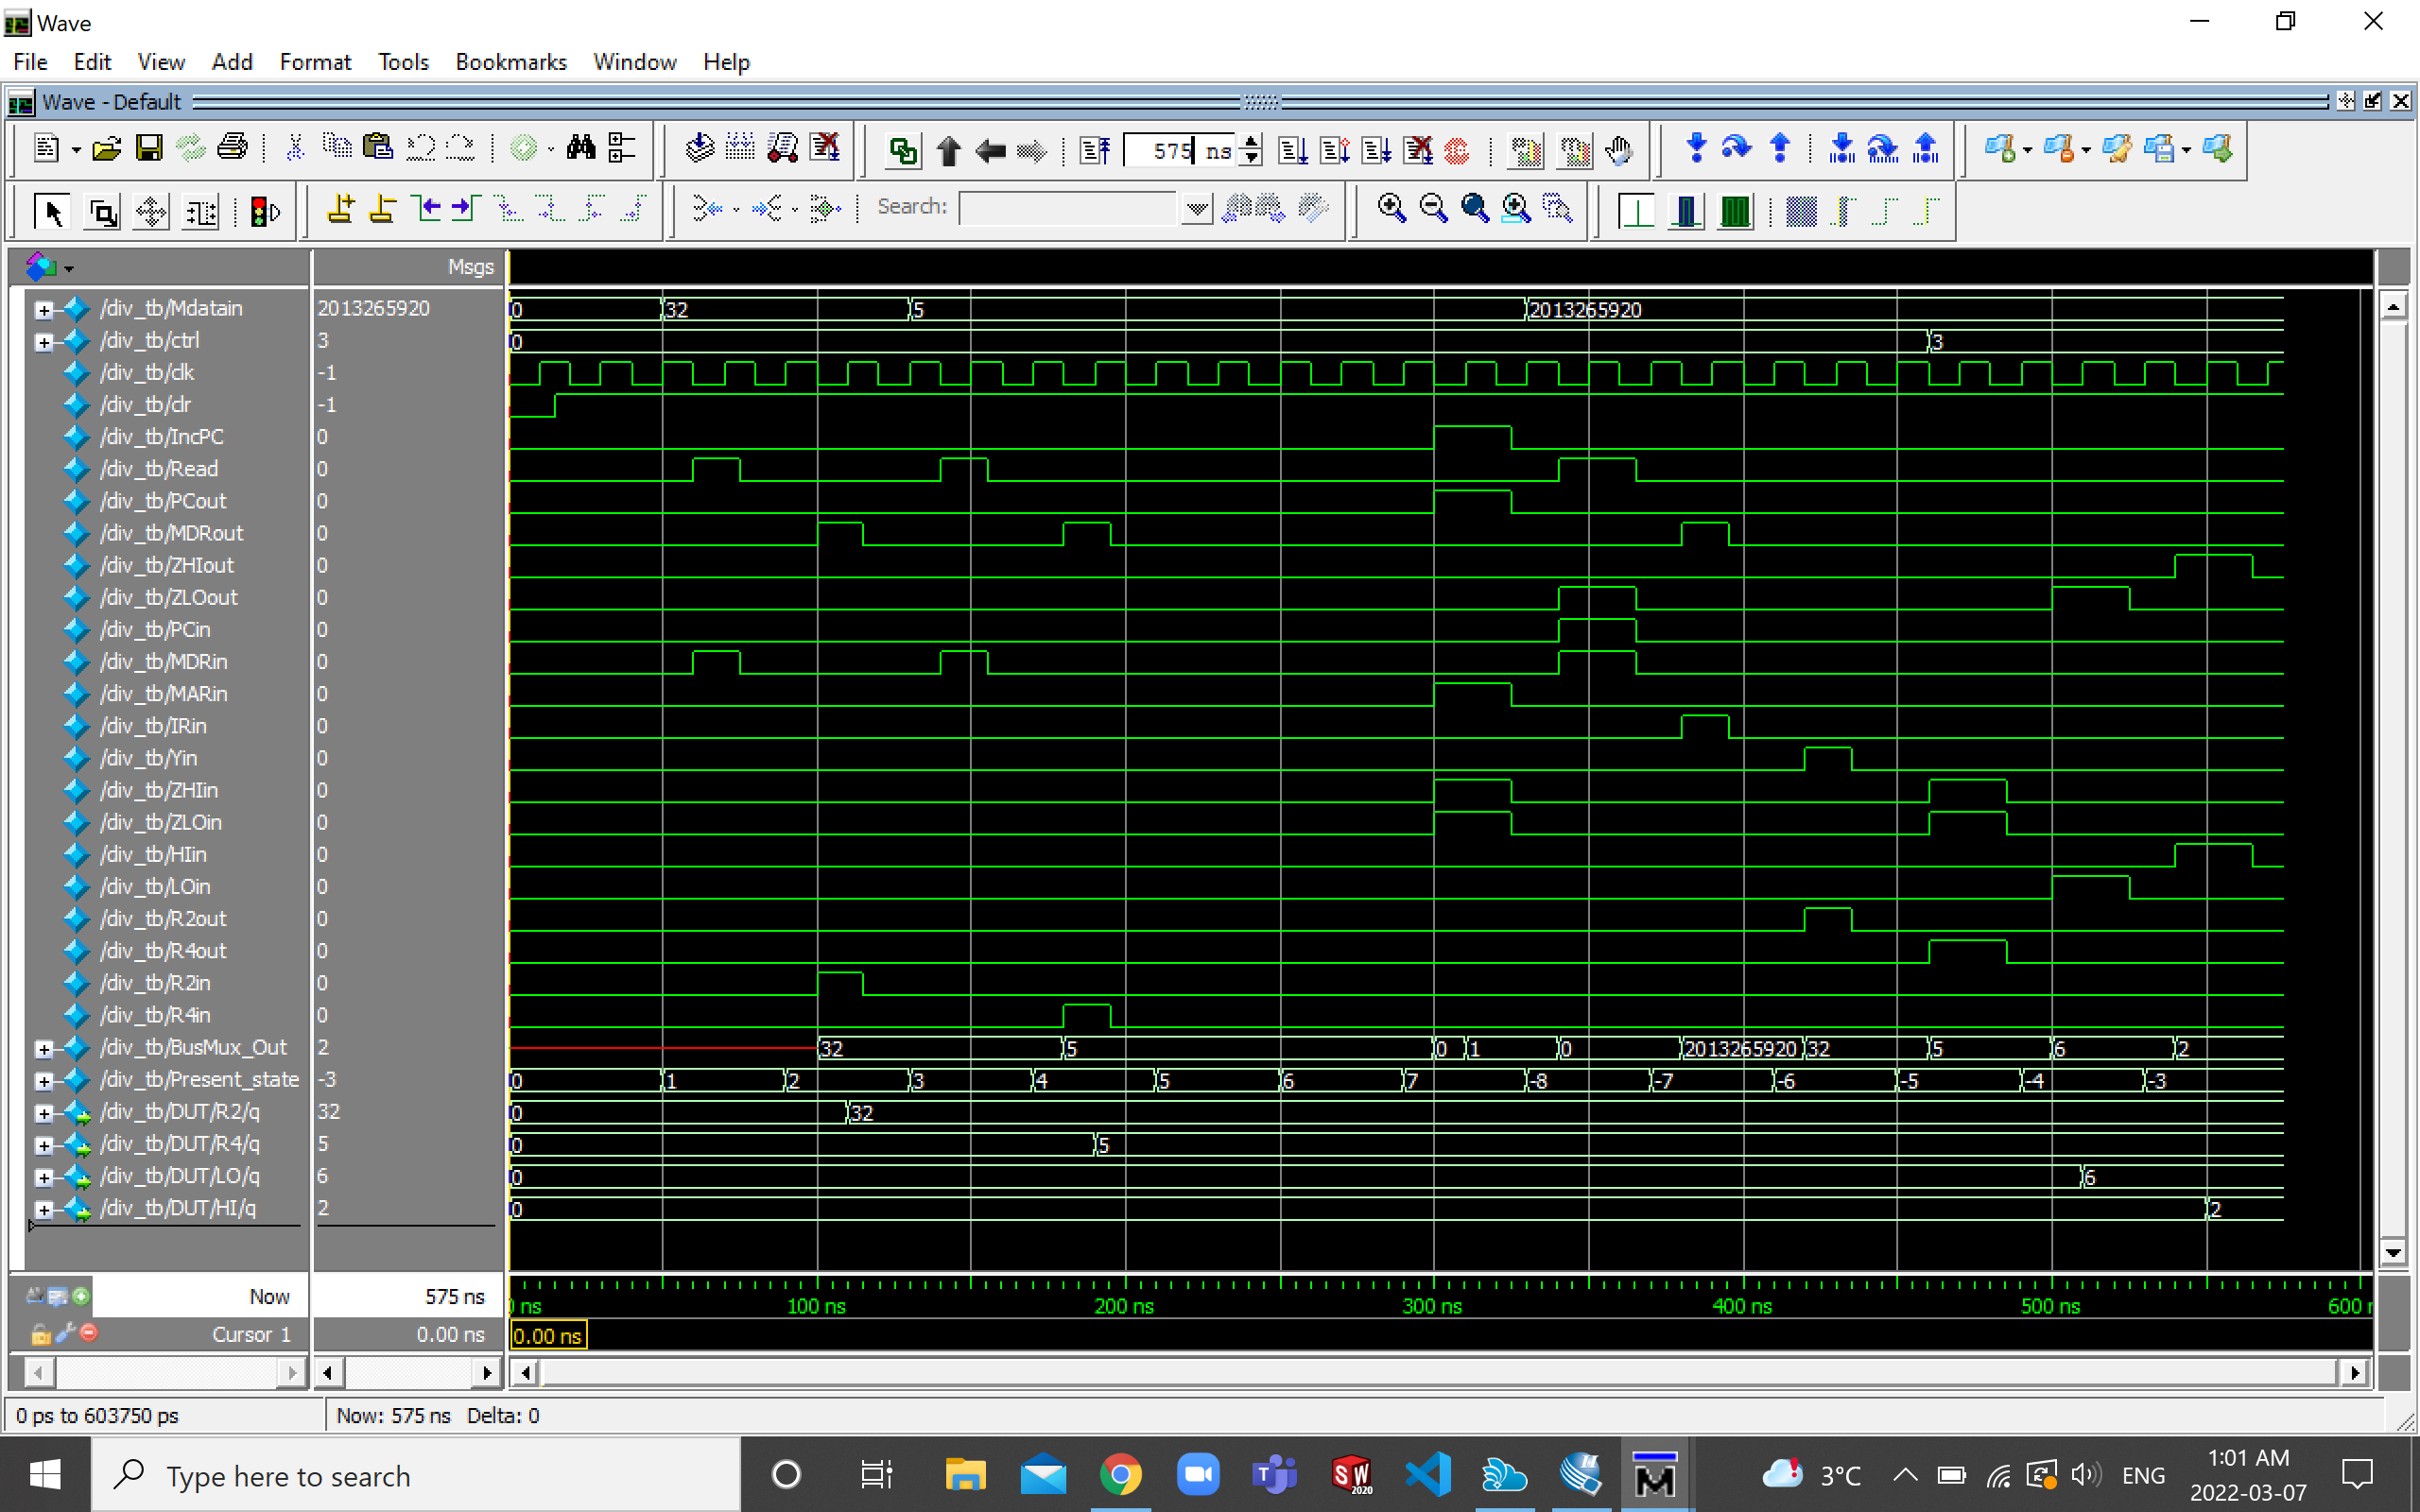 Wave
File Edit View Add Format Tools Bookmarks Window Help
Wave - Default
575 ns
Search:
Msgs
/div_tb/Mdatain 2013265920 0 32 5 2013265920
/div_tb/ctrl 3 0 3
/div_tb/clk -1
/div_tb/clr -1
/div_tb/IncPC 0
/div_tb/Read 0
/div_tb/PCout 0
/div_tb/MDRout 0
/div_tb/ZHIout 0
/div_tb/ZLOout 0
/div_tb/PCin 0
/div_tb/MDRin 0
/div_tb/MARin 0
/div_tb/IRin 0
/div_tb/Yin 0
/div_tb/ZHIin 0
/div_tb/ZLOin 0
/div_tb/HIin 0
/div_tb/LOin 0
/div_tb/R2out 0
/div_tb/R4out 0
/div_tb/R2in 0
/div_tb/R4in 0
/div_tb/BusMux_Out 2 32 5 0 1 0 2013265920 32 5 6 2
/div_tb/Present_state -3 0 1 2 3 4 5 6 7 -8 -7 -6 -5 -4 -3
/div_tb/DUT/R2/q 32 0 32
/div_tb/DUT/R4/q 5 0 5
/div_tb/DUT/LO/q 6 0 6
/div_tb/DUT/HI/q 2 0 2
Now 575 ns
ns 100 ns 200 ns 300 ns 400 ns 500 ns 600
Cursor 1 0.00 ns 0.00 ns
0 ps to 603750 ps Now: 575 ns Delta: 0
Type here to search
SW 2020
3°C ENG
1:01 AM
2022-03-07